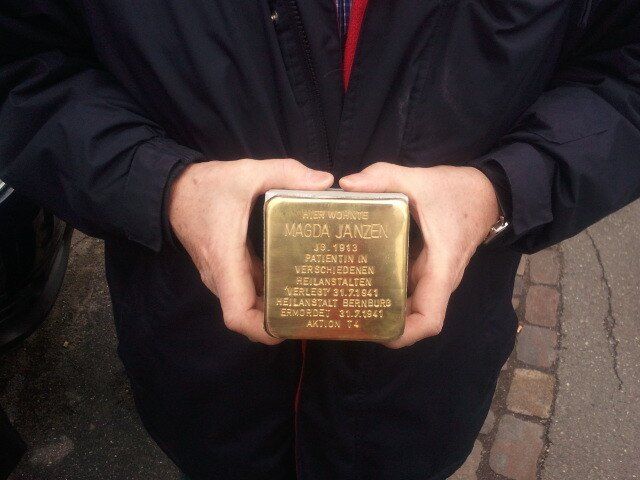 HIER WOHNTE
MAGDA JANZEN
JG. 1913
PATIENTIN IN
VERSCHIEDENEN
HEILANSTALTEN
'VERLEGT' 31.7.1941
HEILANSTALT BERNBURG
ERMORDET 31.7.1941
AKTION T4